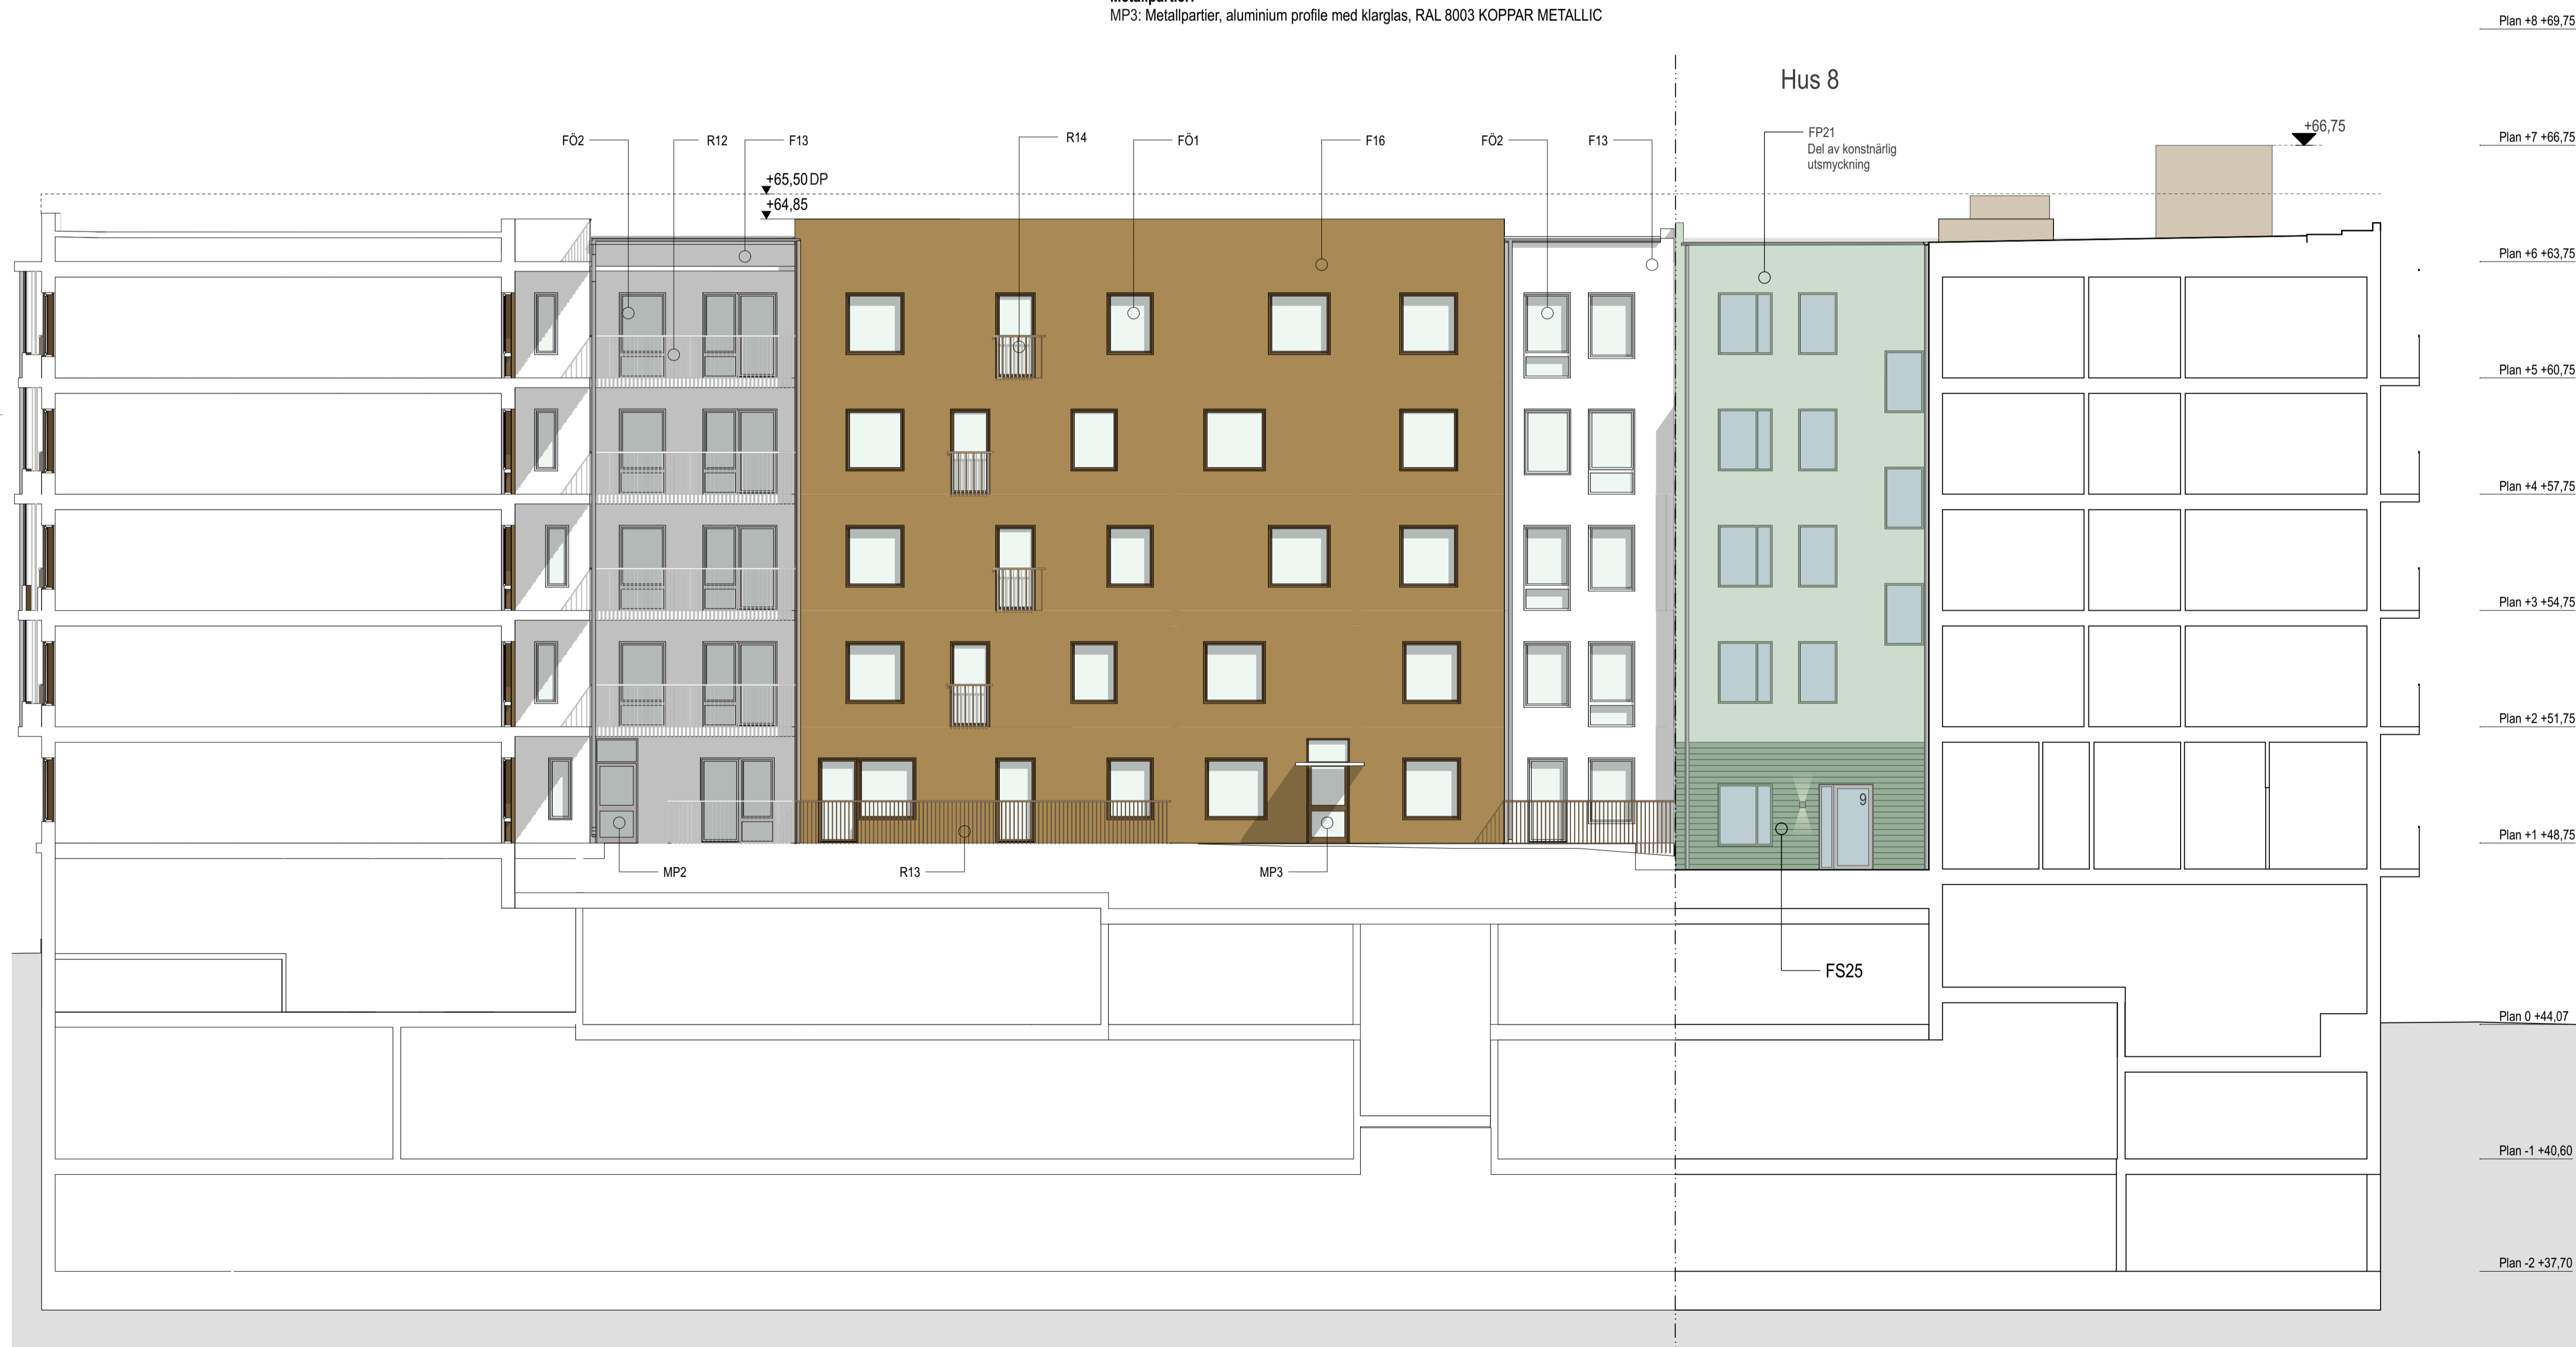 MP3: Metallpartier, aluminium profile med klarglas, RAL 8003 KOPPAR METALLIC
Plan +8 +69,75
Hus 8
FÖ2
R12
F13
R14
FÖ1
F16
FÖ2
F13
FP21
Del av konstnärlig
utsmyckning
+66,75
Plan +7 +66,75
+65,50 DP
+64,85
Plan +6 +63,75
Plan +5 +60,75
Plan +4 +57,75
Plan +3 +54,75
Plan +2 +51,75
9
Plan +1 +48,75
MP2
R13
MP3
FS25
Plan 0 +44,07
Plan -1 +40,60
Plan -2 +37,70